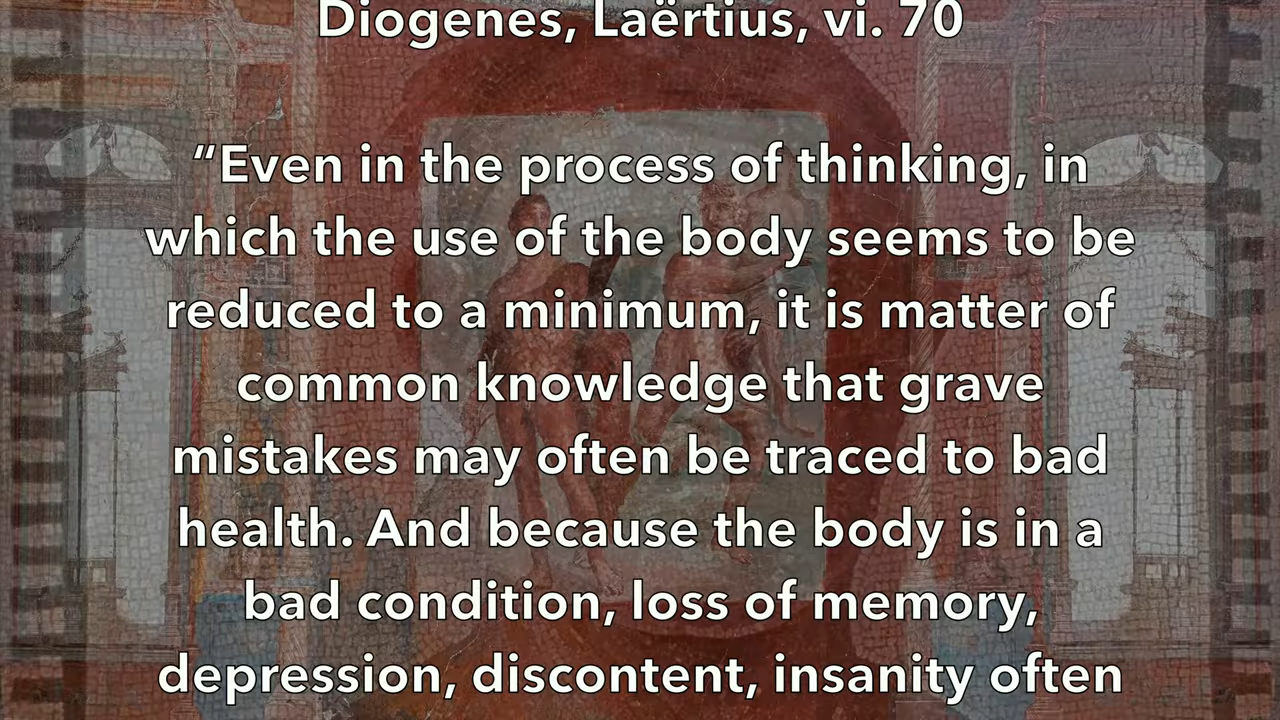 Diogenes, Laërtius, vi. 70
“Even in the process of thinking, in
which the use of the body seems to be
reduced to a minimum, it is matter of
common knowledge that grave
mistakes may often be traced to bad
health. And because the body is in a
bad condition, loss of memory,
depression, discontent, insanity often